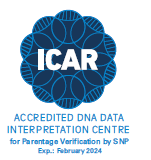 ICAR
ACCREDITED DNA DATA
INTERPRETATION CENTRE
for Parentage Verification by SNP
Exp.: February 2024